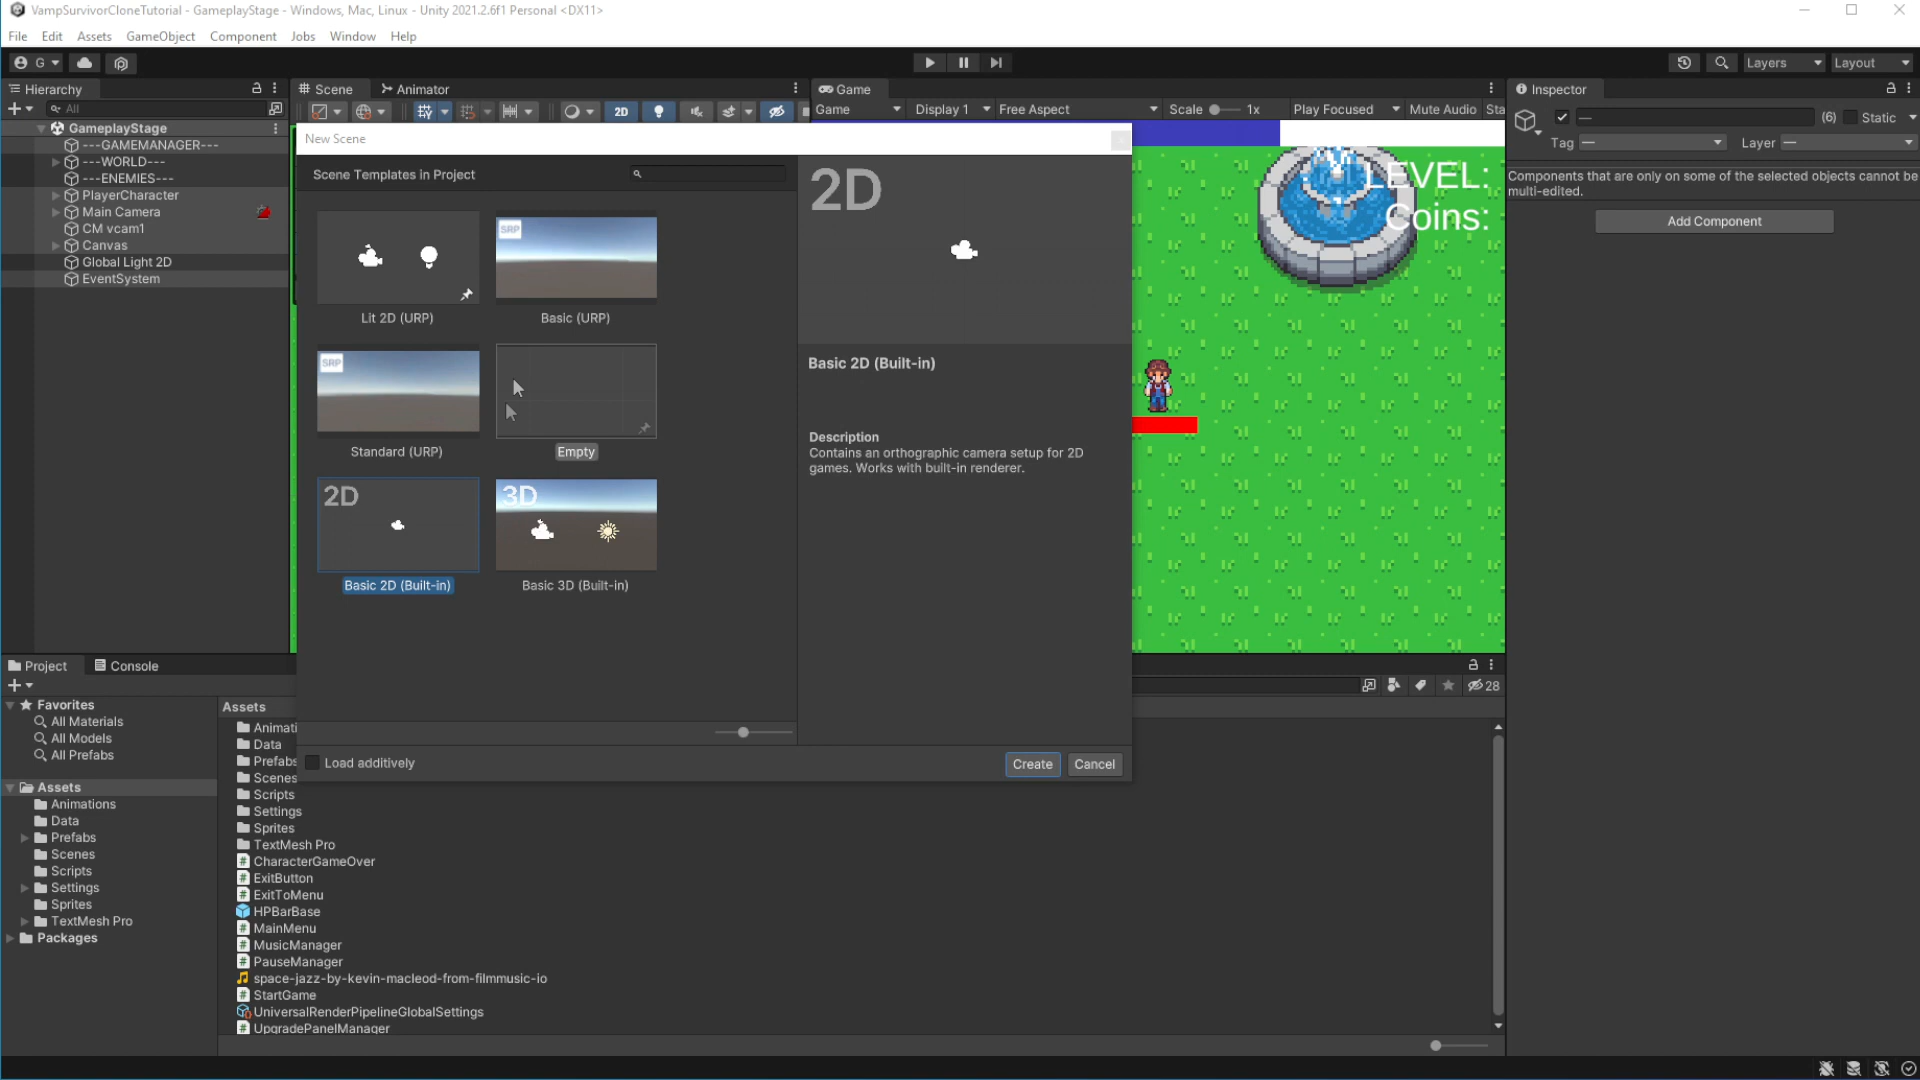 VampSurvivorCloneTutorial - GameplayStage - Windows, Mac, Linux - Unity 2021.2.6f1 Personal <DX11>
File Edit Assets GameObject Component Jobs Window Help
G Layers Layout
Hierarchy Scene Animator Game Inspector
All 2D Game Display 1 Free Aspect Scale 1x Play Focused Mute Audio Sta
— (6) Static
Tag — Layer —
GameplayStage
---GAMEMANAGER---
---WORLD---
---ENEMIES---
PlayerCharacter
Main Camera
CM vcam1
Canvas
Global Light 2D
EventSystem
New Scene
Scene Templates in Project
SRP
Lit 2D (URP) Basic (URP)
SRP
Standard (URP) Empty
2D 3D
Basic 2D (Built-in) Basic 3D (Built-in)
Load additively
2D
Basic 2D (Built-in)
Description
Contains an orthographic camera setup for 2D
games. Works with built-in renderer.
Create Cancel
LEVEL:
Coins:
Components that are only on some of the selected objects cannot be
multi-edited.
Add Component
Project Console
28
Favorites
All Materials
All Models
All Prefabs
Assets
Animations
Data
Prefabs
Scenes
Scripts
Settings
Sprites
TextMesh Pro
Packages
Assets
Animati
Data
Prefabs
Scenes
Scripts
Settings
Sprites
TextMesh Pro
CharacterGameOver
ExitButton
ExitToMenu
HPBarBase
MainMenu
MusicManager
PauseManager
space-jazz-by-kevin-macleod-from-filmmusic-io
StartGame
UniversalRenderPipelineGlobalSettings
UpgradePanelManager